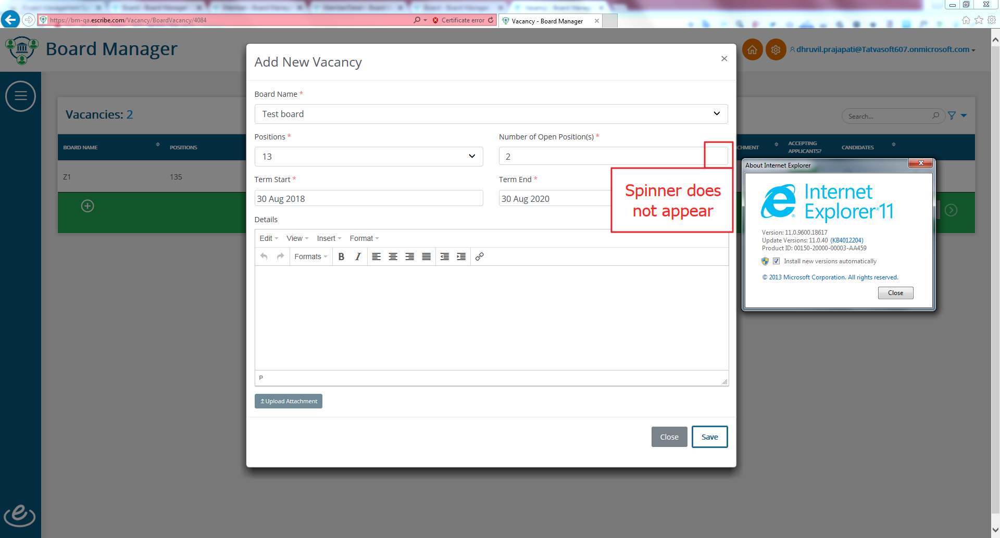 https://bm-qa.escribe.com/Vacancy/BoardVacancy/4084
Certificate error
Vacancy - Board Manager
Board Manager
dhruvil.prajapati@Tatvasoft607.onmicrosoft.com
Add New Vacancy
Board Name *
Test board
Vacancies: 2
Search...
Positions *
Number of Open Position(s) *
13
2
BOARD NAME
POSITIONS
CHMENT
ACCEPTING
APPLICANTS?
CANDIDATES
Z1
135
Term Start *
Term End *
30 Aug 2018
30 Aug 2020
Spinner does
not appear
Details
Edit
View
Insert
Format
Formats
B
I
P
Upload Attachment
Close
Save
About Internet Explorer
Internet
Explorer 11
Version: 11.0.9600.18617
Update Versions: 11.0.40 (KB4012204)
Product ID: 00150-20000-00003-AA459
Install new versions automatically
© 2013 Microsoft Corporation. All rights reserved.
Close